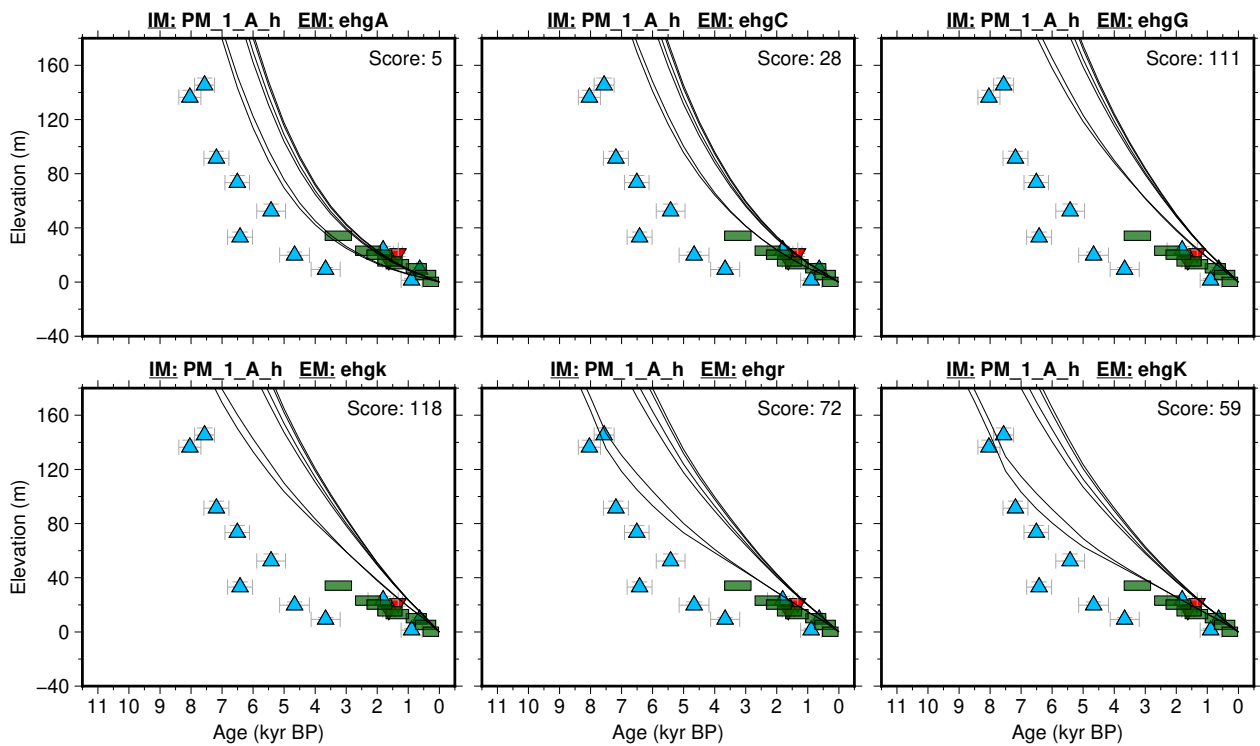 IM: PM_1_A_h EM: ehgA
IM: PM_1_A_h EM: ehgC
IM: PM_1_A_h EM: ehgG
Score: 5
Score: 28
Score: 111
160
120
80
40
0
−40
Elevation (m)
IM: PM_1_A_h EM: ehgk
IM: PM_1_A_h EM: ehgr
IM: PM_1_A_h EM: ehgK
Score: 118
Score: 72
Score: 59
160
120
80
40
0
−40
Elevation (m)
11 10 9 8 7 6 5 4 3 2 1 0
11 10 9 8 7 6 5 4 3 2 1 0
11 10 9 8 7 6 5 4 3 2 1 0
Age (kyr BP)
Age (kyr BP)
Age (kyr BP)